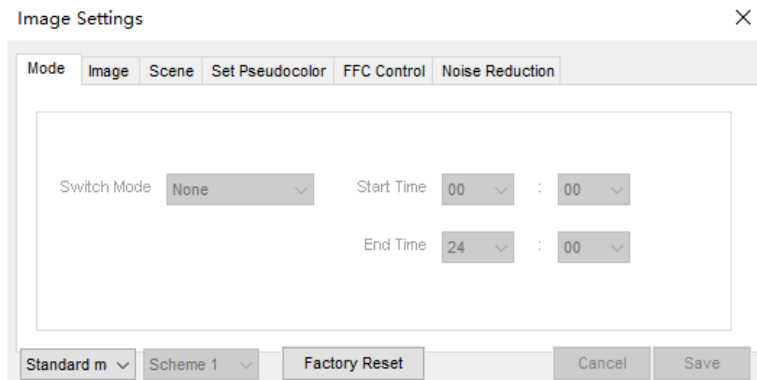 Image Settings
Mode Image Scene Set Pseudocolor FFC Control Noise Reduction
Switch Mode None Start Time 00 : 00
End Time 24 : 00
Standard m Scheme 1 Factory Reset Cancel Save